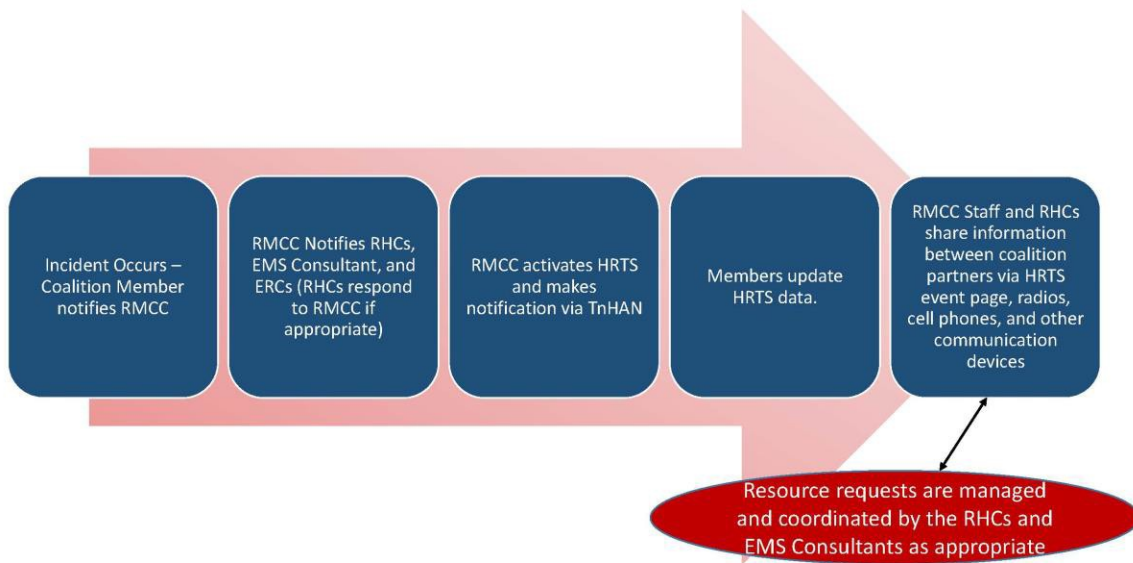 Incident Occurs –
Coalition Member
notifies RMCC
RMCC Notifies RHCs,
EMS Consultant, and
ERCs (RHCs respond
to RMCC if
appropriate)
RMCC activates HRTS
and makes
notification via TnHAN
Members update
HRTS data.
RMCC Staff and RHCs
share information
between coalition
partners via HRTS
event page, radios,
cell phones, and other
communication
devices
Resource requests are managed
and coordinated by the RHCs and
EMS Consultants as appropriate